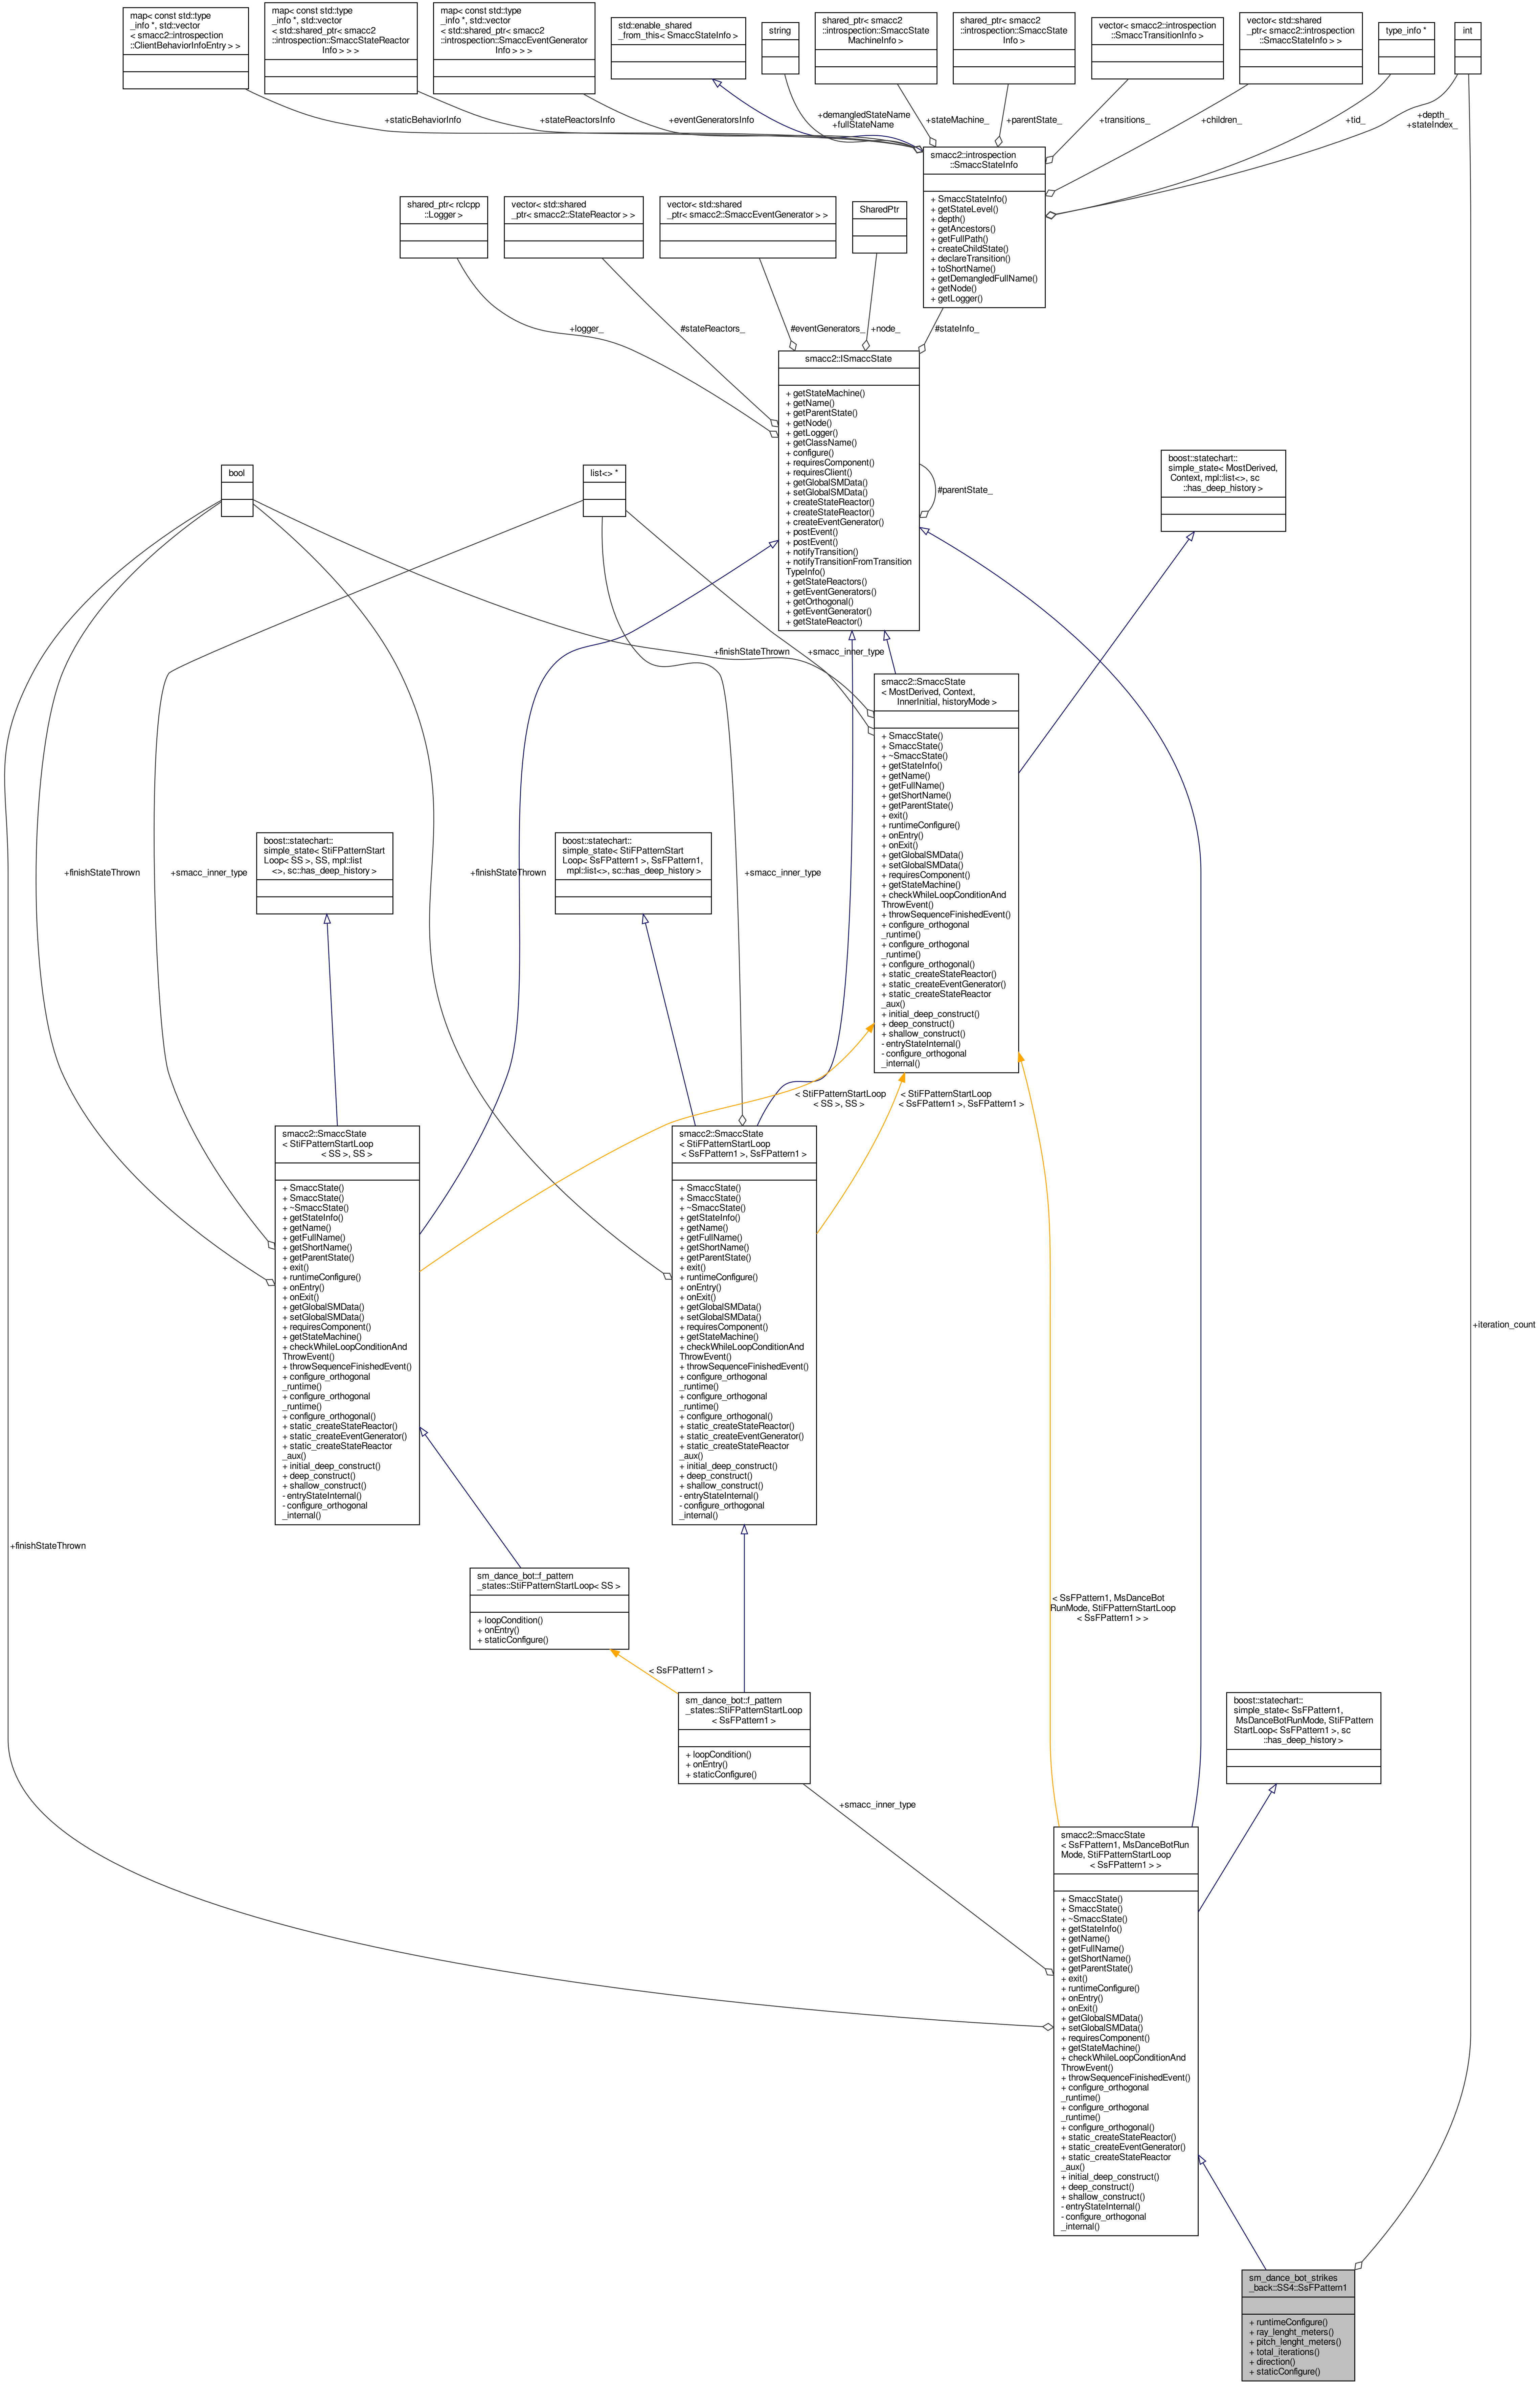 map< const std::type
_info *, std::vector
< smacc2::introspection
::ClientBehaviorInfoEntry > >
map< const std::type
_info *, std::vector
< std::shared_ptr< smacc2
::introspection::SmaccStateReactor
Info > > >
map< const std::type
_info *, std::vector
< std::shared_ptr< smacc2
::introspection::SmaccEventGenerator
Info > > >
std::enable_shared
_from_this< SmaccStateInfo >
string
shared_ptr< smacc2
::introspection::SmaccState
MachineInfo >
shared_ptr< smacc2
::introspection::SmaccState
Info >
vector< smacc2::introspection
::SmaccTransitionInfo >
vector< std::shared
_ptr< smacc2::introspection
::SmaccStateInfo > >
type_info *
int
+staticBehaviorInfo
+stateReactorsInfo
+eventGeneratorsInfo
+demangledStateName
+fullStateName
+stateMachine_
+parentState_
+transitions_
+children_
+tid_
+depth_
+stateIndex_
smacc2::introspection
::SmaccStateInfo
+ SmaccStateInfo()
+ getStateLevel()
+ depth()
+ getAncestors()
+ getFullPath()
+ createChildState()
+ declareTransition()
+ toShortName()
+ getDemangledFullName()
+ getNode()
+ getLogger()
shared_ptr< rclcpp
::Logger >
vector< std::shared
_ptr< smacc2::StateReactor > >
vector< std::shared
_ptr< smacc2::SmaccEventGenerator > >
SharedPtr
+logger_
#stateReactors_
#eventGenerators_
+node_
#stateInfo_
smacc2::ISmaccState
+ getStateMachine()
+ getName()
+ getParentState()
+ getNode()
+ getLogger()
+ getClassName()
+ configure()
+ requiresComponent()
+ requiresClient()
+ getGlobalSMData()
+ setGlobalSMData()
+ createStateReactor()
+ createStateReactor()
+ createEventGenerator()
+ postEvent()
+ postEvent()
+ notifyTransition()
+ notifyTransitionFromTransition
TypeInfo()
+ getStateReactors()
+ getEventGenerators()
+ getOrthogonal()
+ getEventGenerator()
+ getStateReactor()
#parentState_
bool
list<> *
boost::statechart::
simple_state< MostDerived,
Context, mpl::list<>, sc
::has_deep_history >
+finishStateThrown
+smacc_inner_type
smacc2::SmaccState
< MostDerived, Context,
InnerInitial, historyMode >
+ SmaccState()
+ SmaccState()
+ ~SmaccState()
+ getStateInfo()
+ getName()
+ getFullName()
+ getShortName()
+ getParentState()
+ exit()
+ runtimeConfigure()
+ onEntry()
+ onExit()
+ getGlobalSMData()
+ setGlobalSMData()
+ requiresComponent()
+ getStateMachine()
+ checkWhileLoopConditionAnd
ThrowEvent()
+ throwSequenceFinishedEvent()
+ configure_orthogonal
_runtime()
+ configure_orthogonal
_runtime()
+ configure_orthogonal()
+ static_createStateReactor()
+ static_createEventGenerator()
+ static_createStateReactor
_aux()
+ initial_deep_construct()
+ deep_construct()
+ shallow_construct()
- entryStateInternal()
- configure_orthogonal
_internal()
boost::statechart::
simple_state< StiFPatternStart
Loop< SS >, SS, mpl::list
<>, sc::has_deep_history >
boost::statechart::
simple_state< StiFPatternStart
Loop< SsFPattern1 >, SsFPattern1,
mpl::list<>, sc::has_deep_history >
+finishStateThrown
+smacc_inner_type
+finishStateThrown
+smacc_inner_type
< StiFPatternStartLoop
< SS >, SS >
< StiFPatternStartLoop
< SsFPattern1 >, SsFPattern1 >
smacc2::SmaccState
< StiFPatternStartLoop
< SS >, SS >
+ SmaccState()
+ SmaccState()
+ ~SmaccState()
+ getStateInfo()
+ getName()
+ getFullName()
+ getShortName()
+ getParentState()
+ exit()
+ runtimeConfigure()
+ onEntry()
+ onExit()
+ getGlobalSMData()
+ setGlobalSMData()
+ requiresComponent()
+ getStateMachine()
+ checkWhileLoopConditionAnd
ThrowEvent()
+ throwSequenceFinishedEvent()
+ configure_orthogonal
_runtime()
+ configure_orthogonal
_runtime()
+ configure_orthogonal()
+ static_createStateReactor()
+ static_createEventGenerator()
+ static_createStateReactor
_aux()
+ initial_deep_construct()
+ deep_construct()
+ shallow_construct()
- entryStateInternal()
- configure_orthogonal
_internal()
smacc2::SmaccState
< StiFPatternStartLoop
< SsFPattern1 >, SsFPattern1 >
+ SmaccState()
+ SmaccState()
+ ~SmaccState()
+ getStateInfo()
+ getName()
+ getFullName()
+ getShortName()
+ getParentState()
+ exit()
+ runtimeConfigure()
+ onEntry()
+ onExit()
+ getGlobalSMData()
+ setGlobalSMData()
+ requiresComponent()
+ getStateMachine()
+ checkWhileLoopConditionAnd
ThrowEvent()
+ throwSequenceFinishedEvent()
+ configure_orthogonal
_runtime()
+ configure_orthogonal
_runtime()
+ configure_orthogonal()
+ static_createStateReactor()
+ static_createEventGenerator()
+ static_createStateReactor
_aux()
+ initial_deep_construct()
+ deep_construct()
+ shallow_construct()
- entryStateInternal()
- configure_orthogonal
_internal()
+iteration_count
+finishStateThrown
sm_dance_bot::f_pattern
_states::StiFPatternStartLoop< SS >
+ loopCondition()
+ onEntry()
+ staticConfigure()
< SsFPattern1, MsDanceBot
RunMode, StiFPatternStartLoop
< SsFPattern1 > >
< SsFPattern1 >
sm_dance_bot::f_pattern
_states::StiFPatternStartLoop
< SsFPattern1 >
+ loopCondition()
+ onEntry()
+ staticConfigure()
boost::statechart::
simple_state< SsFPattern1,
MsDanceBotRunMode, StiFPattern
StartLoop< SsFPattern1 >, sc
::has_deep_history >
+smacc_inner_type
smacc2::SmaccState
< SsFPattern1, MsDanceBotRun
Mode, StiFPatternStartLoop
< SsFPattern1 > >
+ SmaccState()
+ SmaccState()
+ ~SmaccState()
+ getStateInfo()
+ getName()
+ getFullName()
+ getShortName()
+ getParentState()
+ exit()
+ runtimeConfigure()
+ onEntry()
+ onExit()
+ getGlobalSMData()
+ setGlobalSMData()
+ requiresComponent()
+ getStateMachine()
+ checkWhileLoopConditionAnd
ThrowEvent()
+ throwSequenceFinishedEvent()
+ configure_orthogonal
_runtime()
+ configure_orthogonal
_runtime()
+ configure_orthogonal()
+ static_createStateReactor()
+ static_createEventGenerator()
+ static_createStateReactor
_aux()
+ initial_deep_construct()
+ deep_construct()
+ shallow_construct()
- entryStateInternal()
- configure_orthogonal
_internal()
sm_dance_bot_strikes
_back::SS4::SsFPattern1
+ runtimeConfigure()
+ ray_lenght_meters()
+ pitch_lenght_meters()
+ total_iterations()
+ direction()
+ staticConfigure()